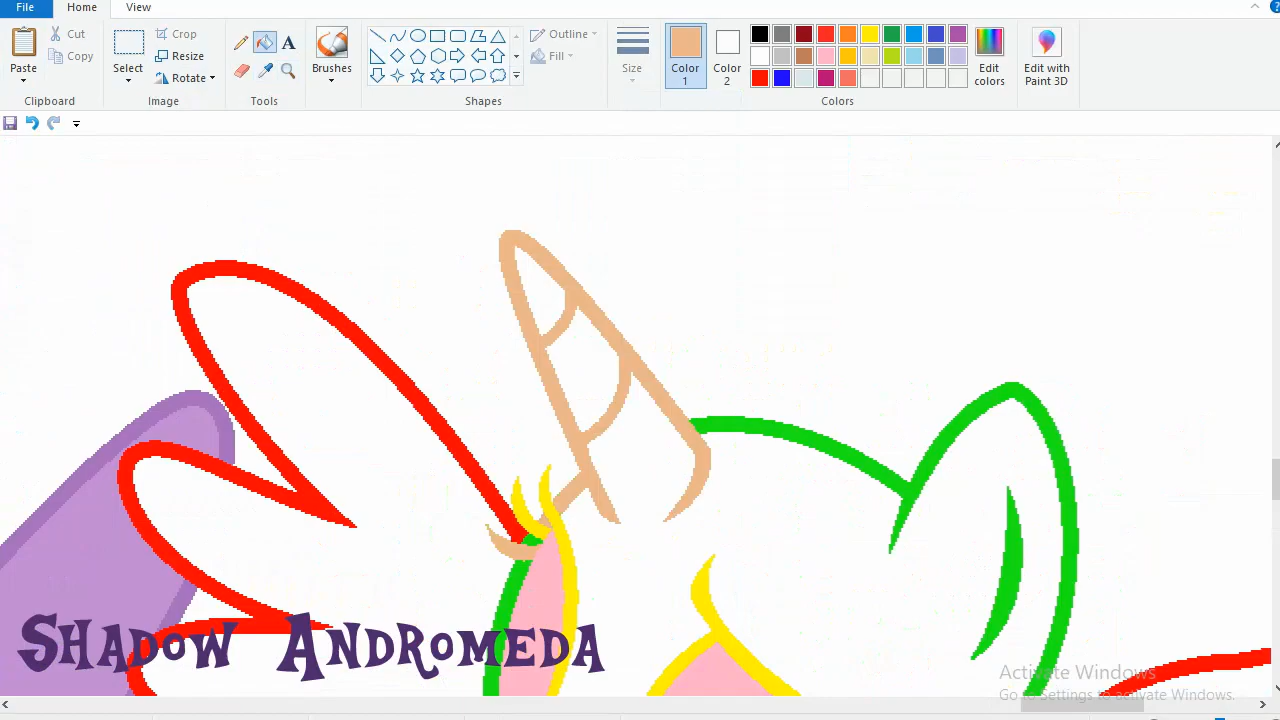 File Home View
Paste Cut Copy
Select Crop Resize Rotate
A
Brushes
Outline Fill
Size
Color 1
Color 2
Edit colors
Edit with Paint 3D
Clipboard Image Tools Shapes Colors
Shadow Andromeda
Activate Windows
Go to Settings to activate Windows.